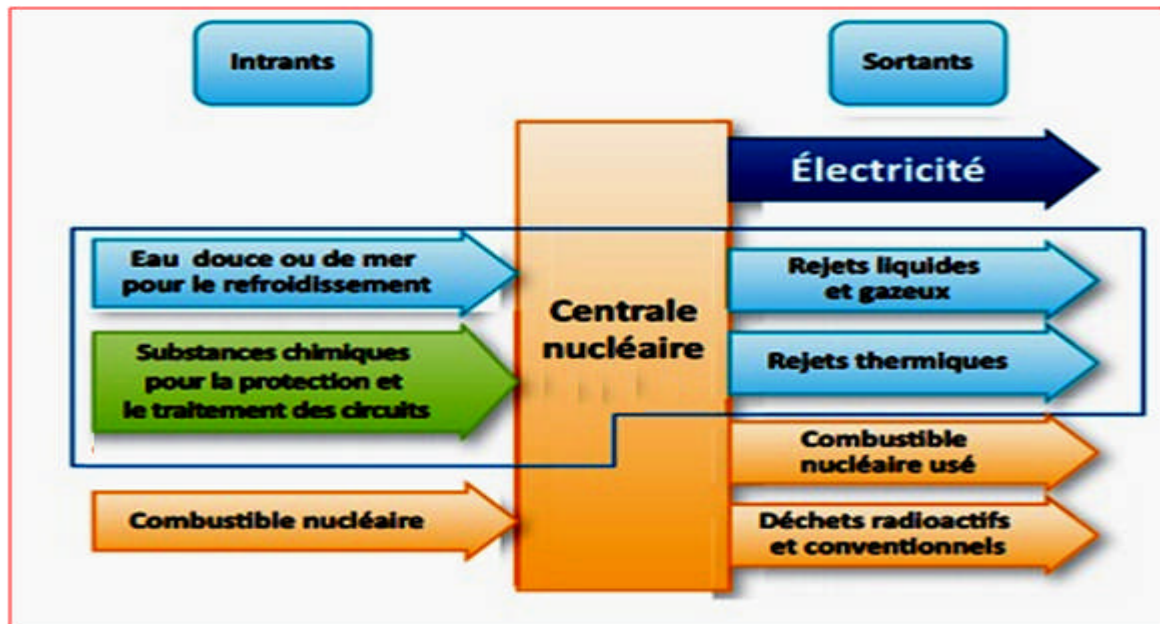 Intrants
Sortants
Électricité
Eau douce ou de mer
pour le refroidissement
Substances chimiques
pour la protection et
le traitement des circuits
Combustible nucléaire
Centrale
nucléaire
Rejets liquides
et gazeux
Rejets thermiques
Combustible
nucléaire usé
Déchets radioactifs
et conventionnels